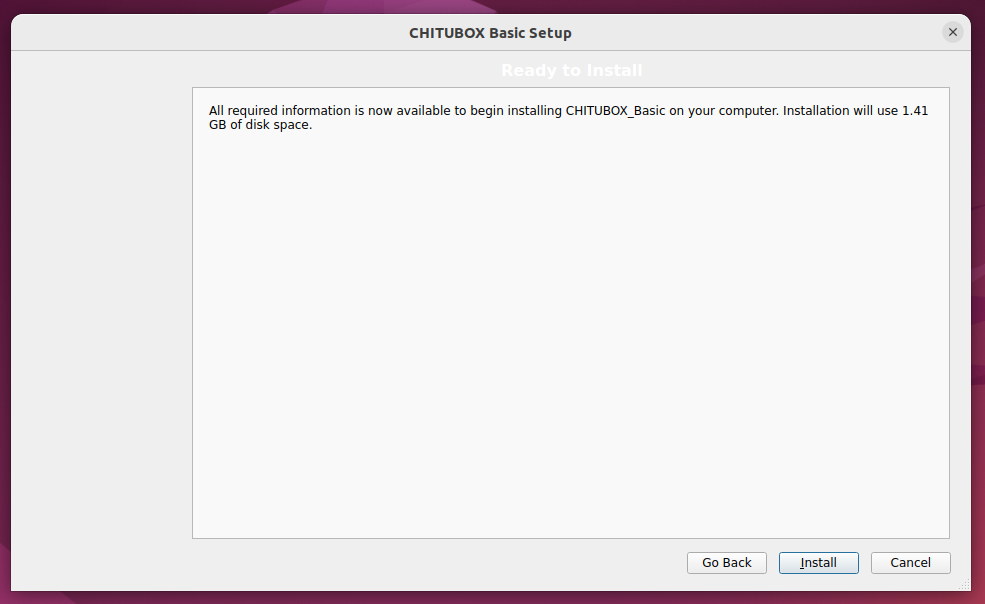 CHITUBOX Basic Setup
Ready to Install
All required information is now available to begin installing CHITUBOX_Basic on your computer. Installation will use 1.41
GB of disk space.
Go Back
Install
Cancel